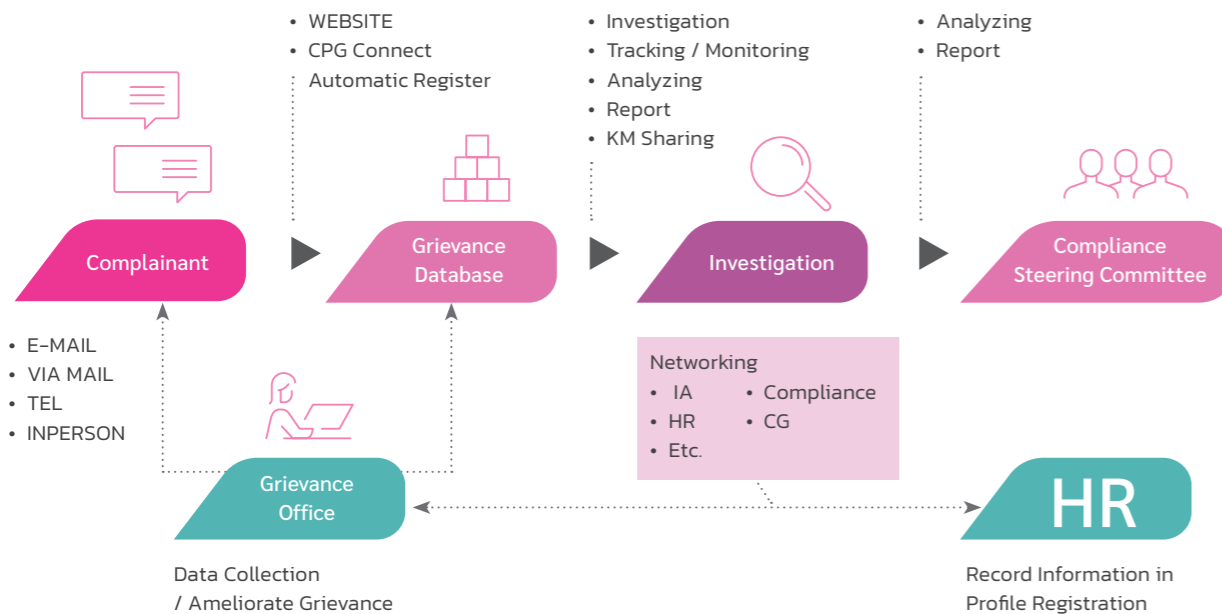 • WEBSITE
• CPG Connect
Automatic Register
• Investigation
• Tracking / Monitoring
• Analyzing
• Report
• KM Sharing
• Analyzing
• Report
Complainant
Grievance
Database
Investigation
Compliance
Steering Committee
• E-MAIL
• VIA MAIL
• TEL
• INPERSON
Networking
• IA
• HR
• Etc.
• Compliance
• CG
Grievance
Office
HR
Data Collection
/ Ameliorate Grievance
Record Information in
Profile Registration